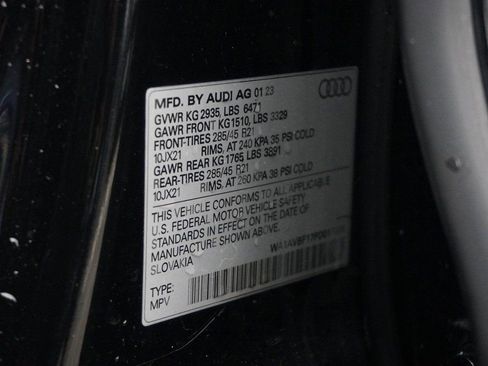 MFD. BY AUDI AG 01 23
GVWR KG 2935, LBS 6471
GAWR FRONT KG1510, LBS 3329
FRONT-TIRES 285/45 R21
10JX21 RIMS, AT 240 KPA 35 PSI COLD
GAWR REAR KG1765, LBS 3891
REAR-TIRES 285/45 R21
10JX21 RIMS, AT 260 KPA 38 PSI COLD
THIS VEHICLE CONFORMS TO ALL APPLICABLE
U.S. FEDERAL MOTOR VEHICLE SAFETY
STANDARDS IN EFFECT ON THE DATE OF
MANUFACTURE SHOWN ABOVE.
SLOVAKIA
TYPE:
MPV